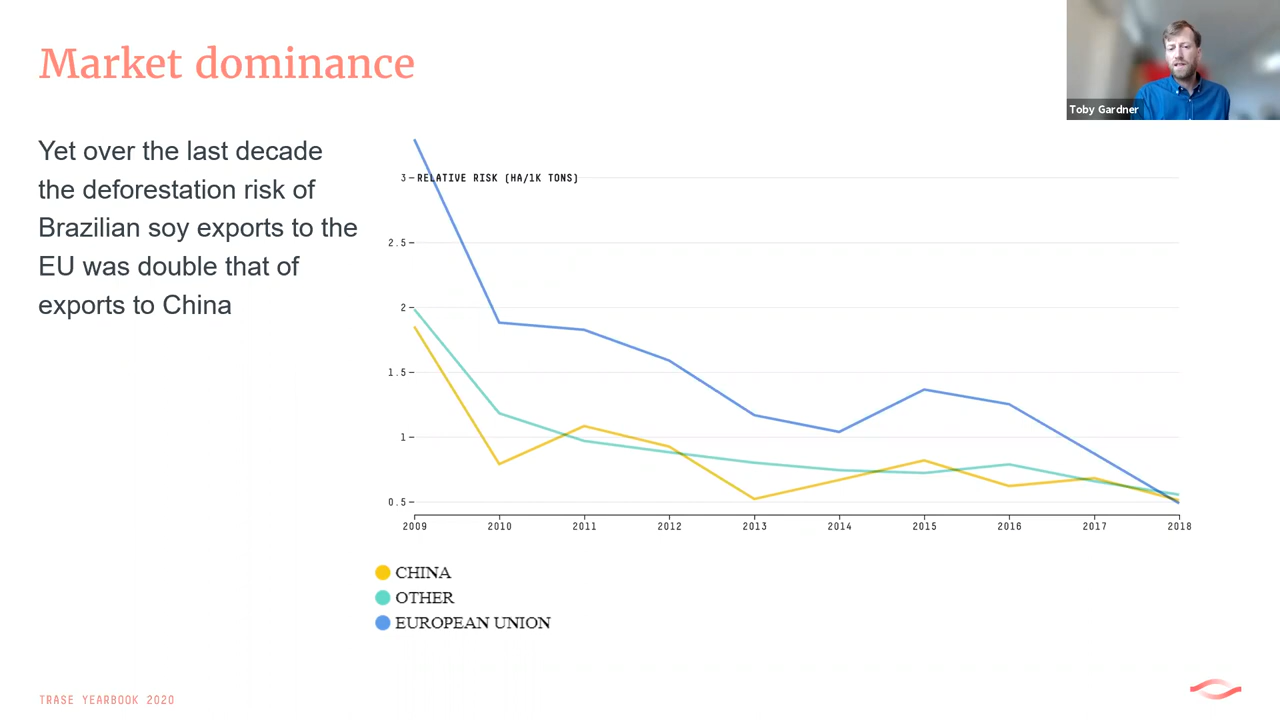 Market dominance
Toby Gardner
Yet over the last decade
the deforestation risk of
Brazilian soy exports to the
EU was double that of
exports to China
3
RELATIVE RISK (HA/1K TONS)
2.5
2
1.5
1
0.5
2009 2010 2011 2012 2013 2014 2015 2016 2017 2018
CHINA
OTHER
EUROPEAN UNION
TRASE YEARBOOK 2020